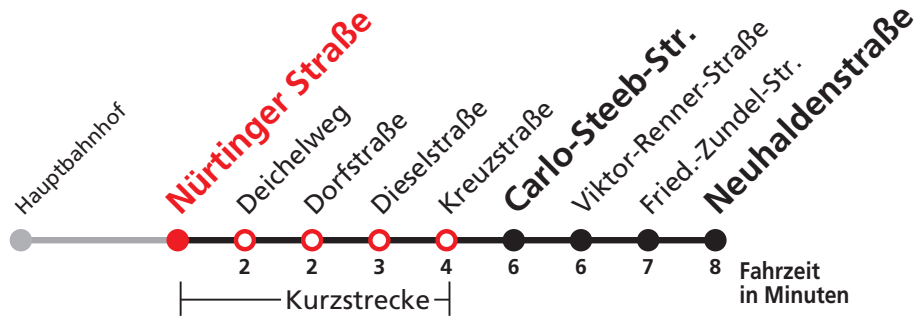 Hauptbahnhof
Nürtinger Straße
Deichelweg
Dorfstraße
Dieselstraße
Kreuzstraße
Carlo-Steeb-Str.
Viktor-Renner-Straße
Fried.-Zundel-Str.
Neuhaldenstraße
2 2 3 4 6 6 7 8
Fahrzeit
in Minuten
Kurzstrecke